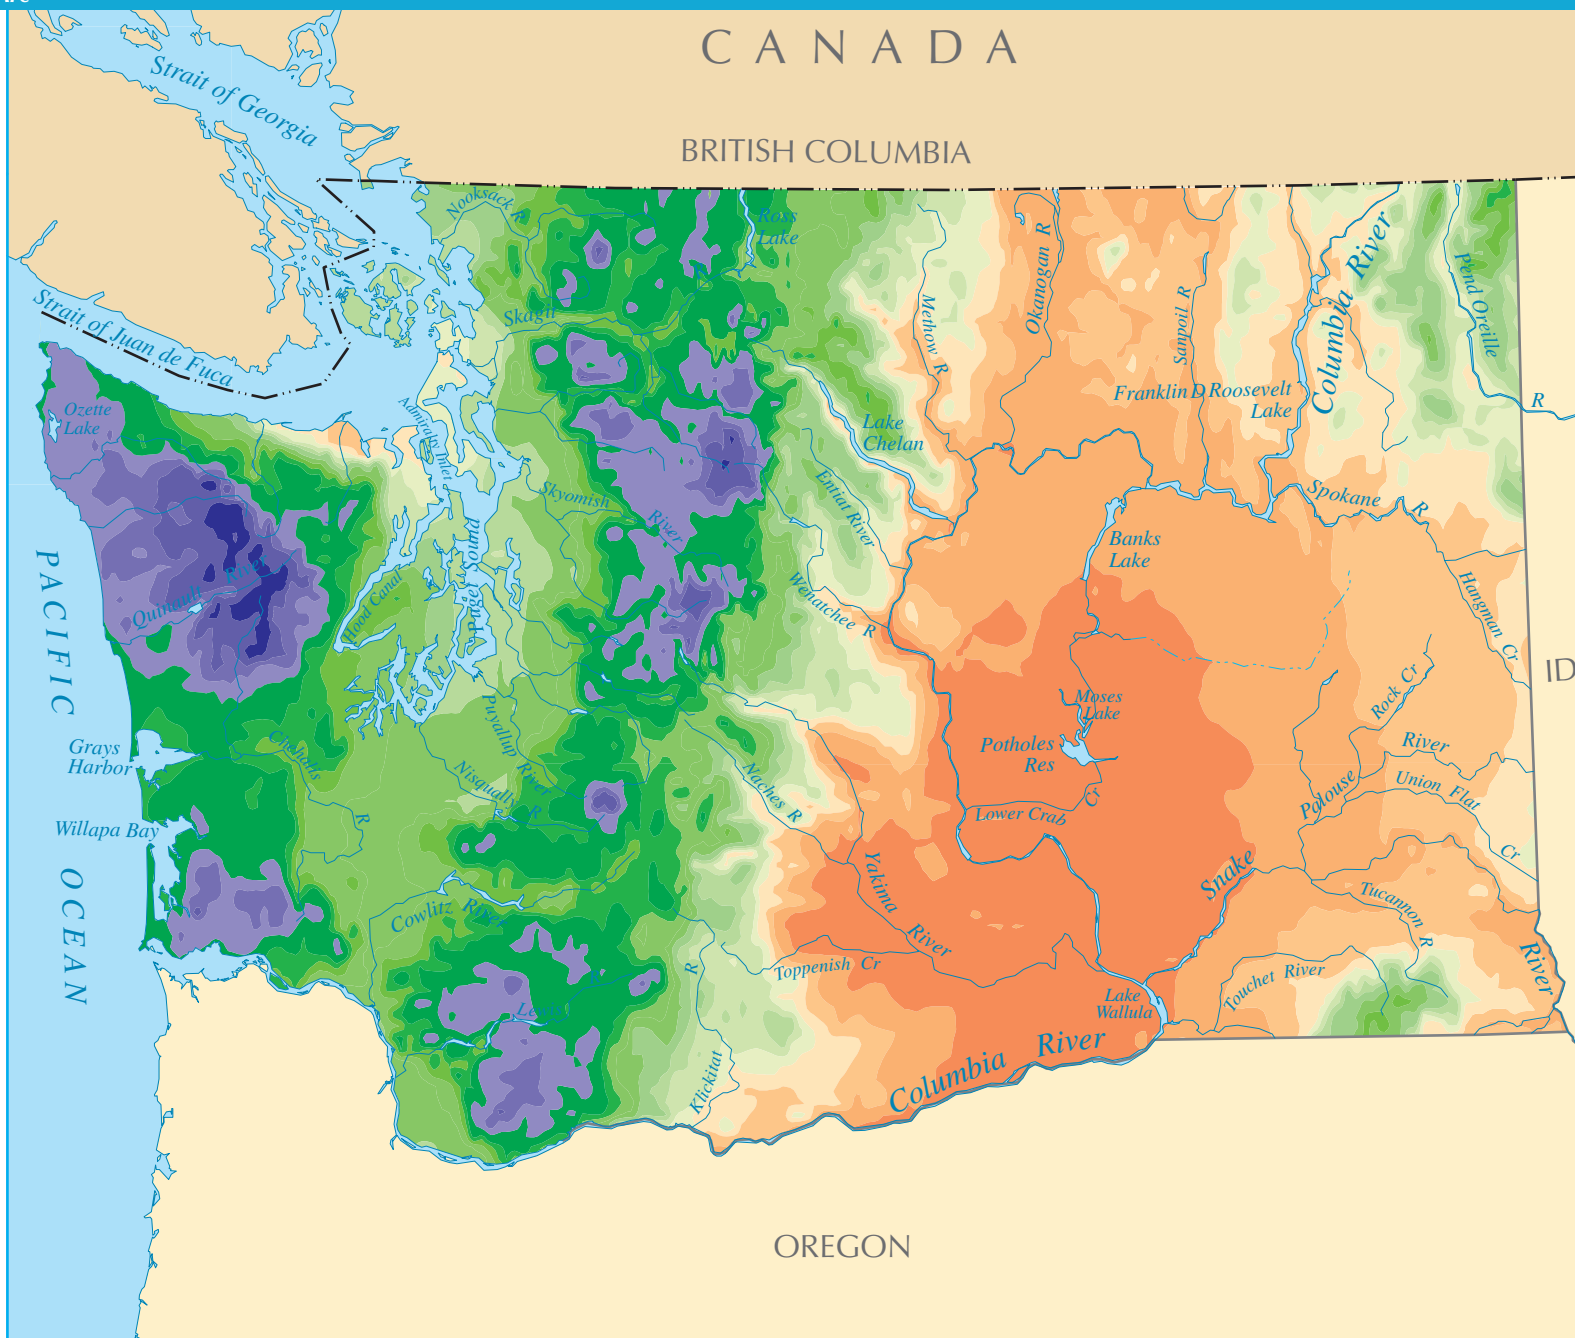 CANADA
BRITISH COLUMBIA
Strait of Georgia
Nooksack R
Ross
Lake
Okanogan R
Columbia River
Pend Oreille
R
Strait of Juan de Fuca
Skagit
R
Methow R
Sanpoil R
Franklin D Roosevelt
Lake
Ozette
Lake
Admiralty Inlet
Lake
Chelan
Entiat River
Skyomish
River
Spokane
R
Banks
Lake
Hangman Cr
PACIFIC
OCEAN
Quinault River
Hood Canal
Puget Sound
Wenatchee R
ID
Rock Cr
Moses
Lake
Potholes
Res
Grays
Harbor
Chehalis
R
Puyallup River
Nisqually R
Naches R
Lower Crab
Cr
Palouse
River
Union Flat
Cr
Willapa Bay
Cowlitz River
Yakima
River
Snake
River
Tucannon
R
Toppenish Cr
Touchet River
Lewis
R
Klickitat
R
Lake
Wallula
Columbia River
OREGON